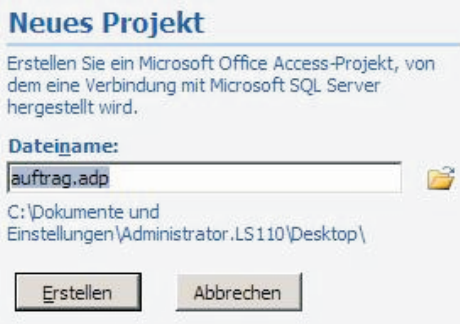 Neues Projekt
Erstellen Sie ein Microsoft Office Access-Projekt, von
dem eine Verbindung mit Microsoft SQL Server
hergestellt wird.
Dateiname:
auftrag.adp
C:\Dokumente und
Einstellungen\Administrator.LS110\Desktop\
Erstellen
Abbrechen